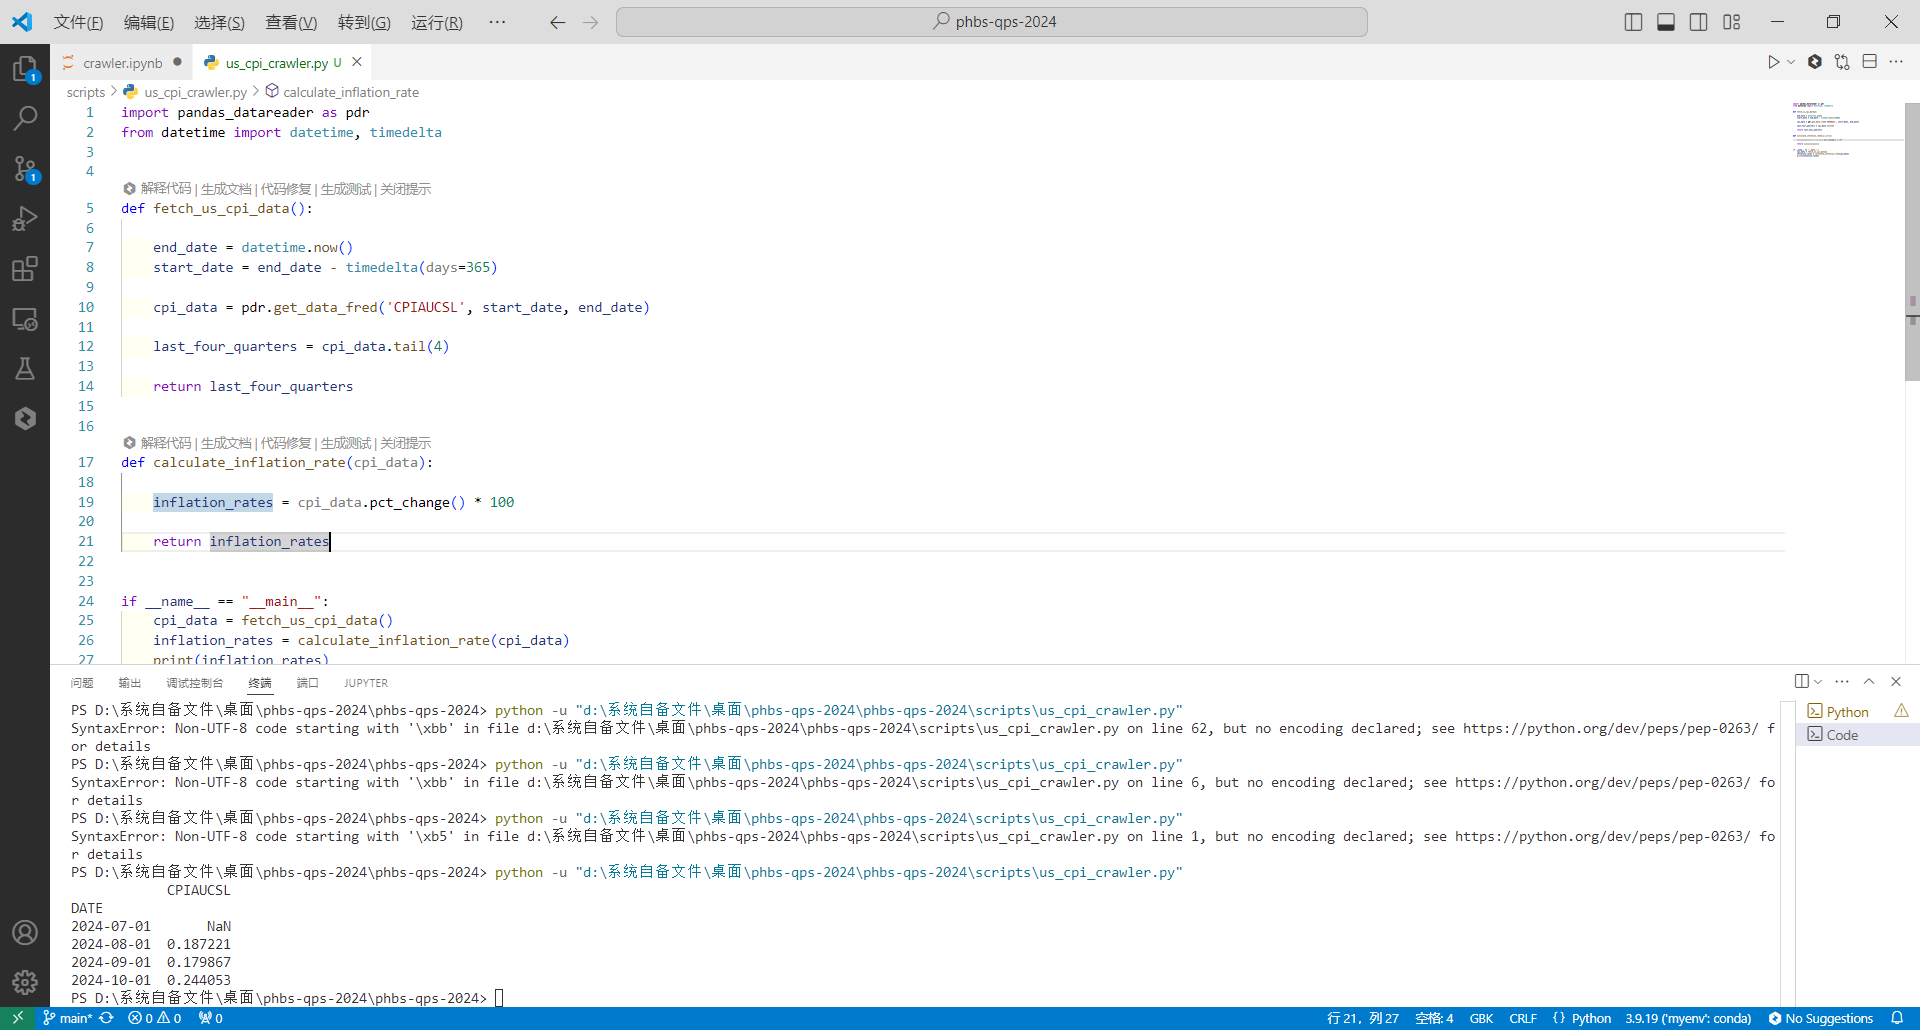 文件(F) 编辑(E) 选择(S) 查看(V) 转到(G) 运行(R) ··· phbs-qps-2024
crawler.ipynb us_cpi_crawler.py U
scripts > us_cpi_crawler.py > calculate_inflation_rate
1 import pandas_datareader as pdr
2 from datetime import datetime, timedelta
3
4
解释代码 | 生成文档 | 代码修复 | 生成测试 | 关闭提示
5 def fetch_us_cpi_data():
6
7 end_date = datetime.now()
8 start_date = end_date - timedelta(days=365)
9
10 cpi_data = pdr.get_data_fred('CPIAUCSL', start_date, end_date)
11
12 last_four_quarters = cpi_data.tail(4)
13
14 return last_four_quarters
15
16
解释代码 | 生成文档 | 代码修复 | 生成测试 | 关闭提示
17 def calculate_inflation_rate(cpi_data):
18
19 inflation_rates = cpi_data.pct_change() * 100
20
21 return inflation_rates
22
23
24 if __name__ == "__main__":
25 cpi_data = fetch_us_cpi_data()
26 inflation_rates = calculate_inflation_rate(cpi_data)
27 print(inflation_rates)
问题 输出 调试控制台 终端 端口 JUPYTER
PS D:\系统自备文件\桌面\phbs-qps-2024\phbs-qps-2024> python -u "d:\系统自备文件\桌面\phbs-qps-2024\phbs-qps-2024\scripts\us_cpi_crawler.py"
SyntaxError: Non-UTF-8 code starting with '\xbb' in file d:\系统自备文件\桌面\phbs-qps-2024\phbs-qps-2024\scripts\us_cpi_crawler.py on line 62, but no encoding declared; see https://python.org/dev/peps/pep-0263/ f
or details
PS D:\系统自备文件\桌面\phbs-qps-2024\phbs-qps-2024> python -u "d:\系统自备文件\桌面\phbs-qps-2024\phbs-qps-2024\scripts\us_cpi_crawler.py"
SyntaxError: Non-UTF-8 code starting with '\xbb' in file d:\系统自备文件\桌面\phbs-qps-2024\phbs-qps-2024\scripts\us_cpi_crawler.py on line 6, but no encoding declared; see https://python.org/dev/peps/pep-0263/ fo
r details
PS D:\系统自备文件\桌面\phbs-qps-2024\phbs-qps-2024> python -u "d:\系统自备文件\桌面\phbs-qps-2024\phbs-qps-2024\scripts\us_cpi_crawler.py"
SyntaxError: Non-UTF-8 code starting with '\xb5' in file d:\系统自备文件\桌面\phbs-qps-2024\phbs-qps-2024\scripts\us_cpi_crawler.py on line 1, but no encoding declared; see https://python.org/dev/peps/pep-0263/ fo
r details
PS D:\系统自备文件\桌面\phbs-qps-2024\phbs-qps-2024> python -u "d:\系统自备文件\桌面\phbs-qps-2024\phbs-qps-2024\scripts\us_cpi_crawler.py"
CPIAUCSL
DATE
2024-07-01 NaN
2024-08-01 0.187221
2024-09-01 0.179867
2024-10-01 0.244053
PS D:\系统自备文件\桌面\phbs-qps-2024\phbs-qps-2024>
Python
Code
1
1
main* 0 0 0 行 21，列 27 空格: 4 GBK CRLF {} Python 3.9.19 ('myenv': conda) No Suggestions